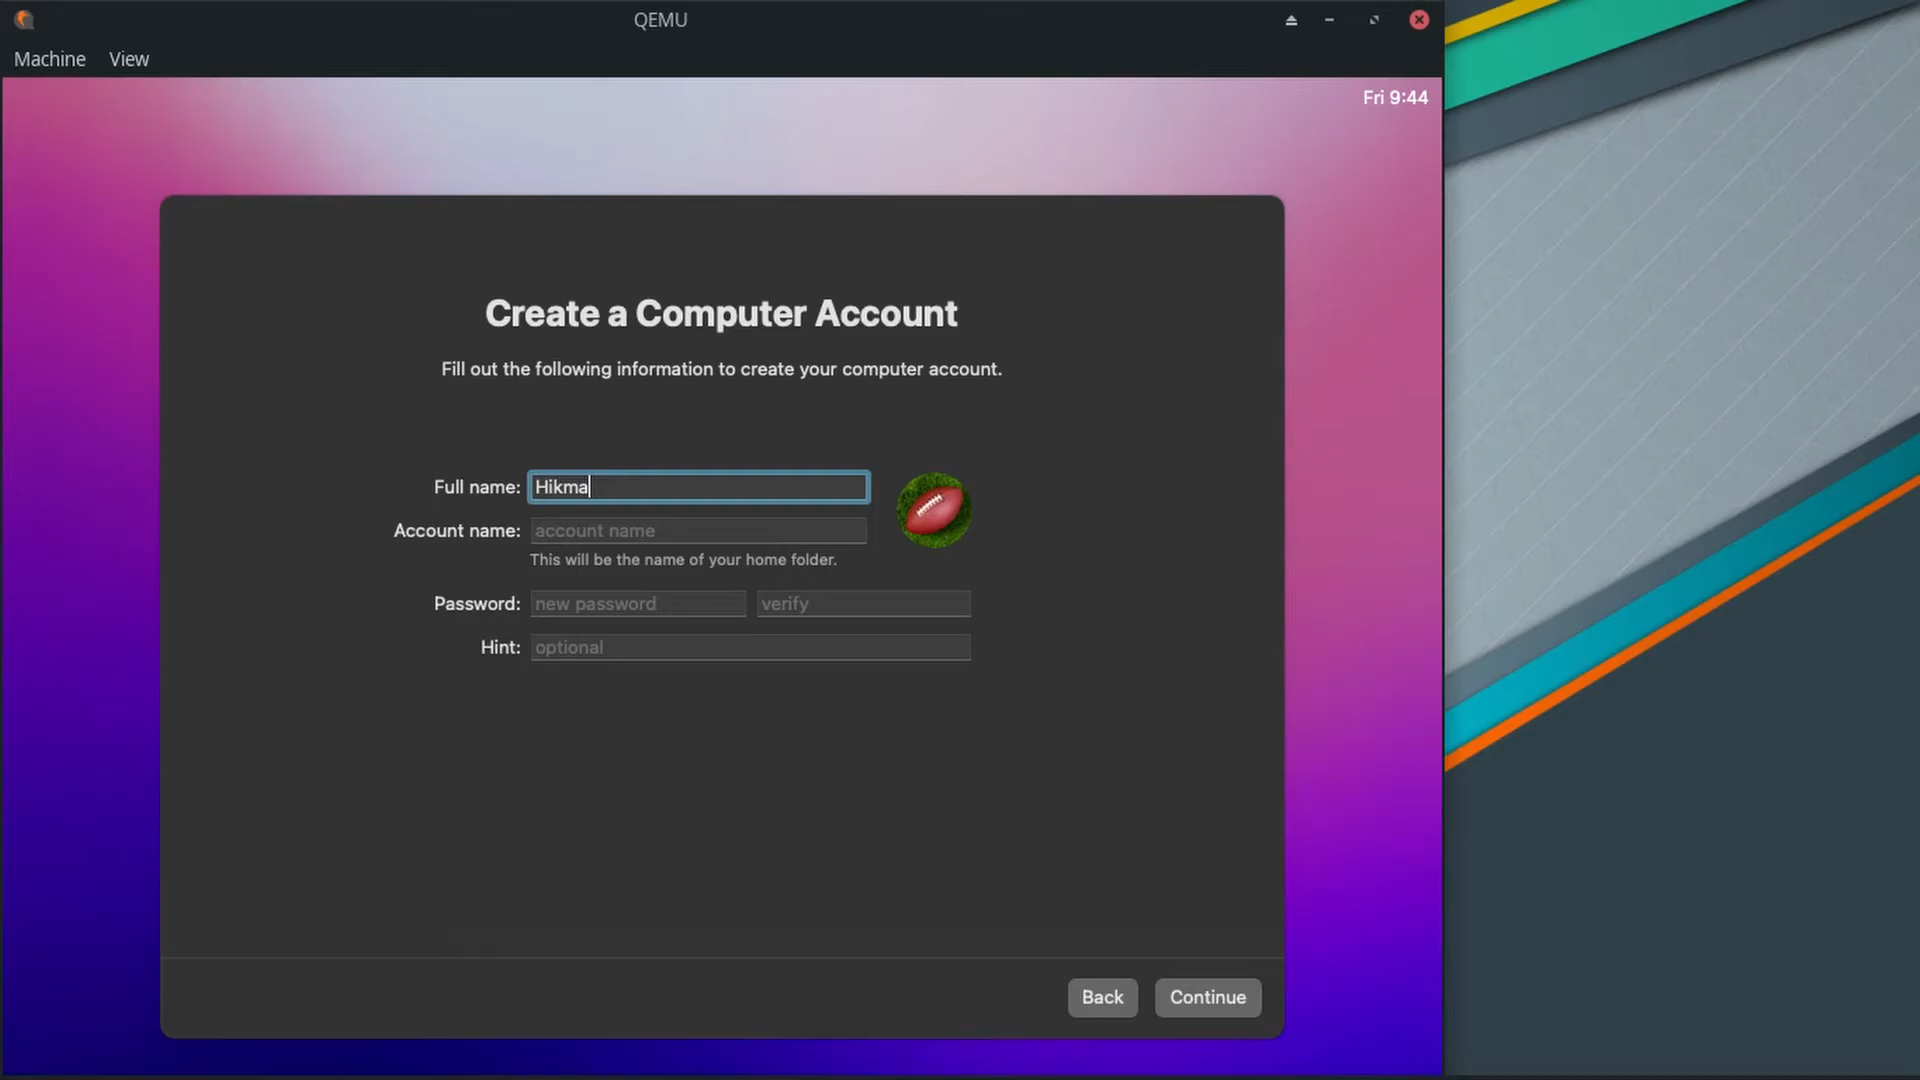 QEMU
Machine View
Fri 9:44
Create a Computer Account
Fill out the following information to create your computer account.
Full name: Hikma
Account name: account name
This will be the name of your home folder.
Password: new password verify
Hint: optional
Back Continue